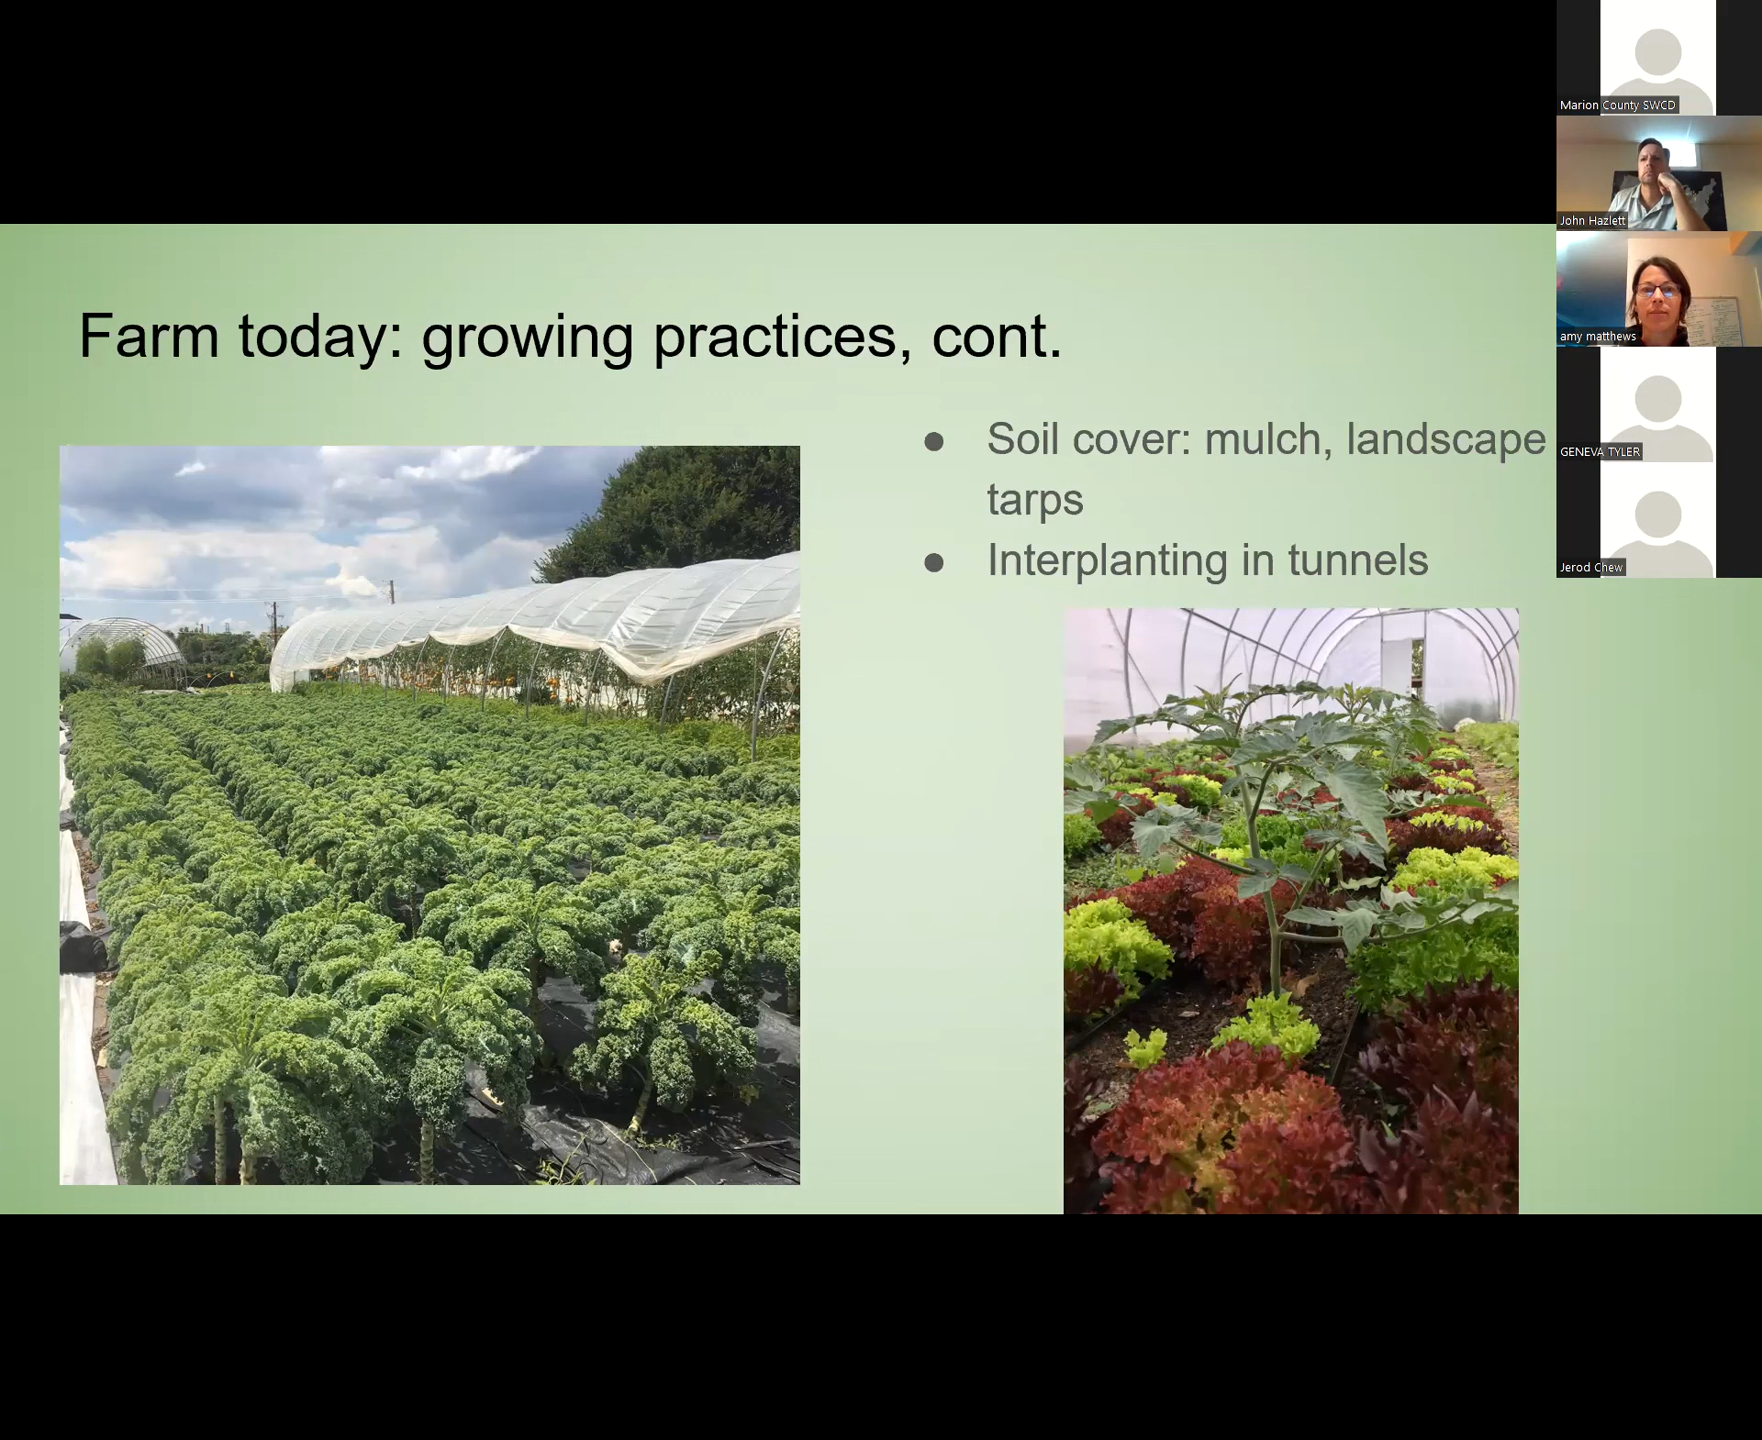 Farm today: growing practices, cont.
● Soil cover: mulch, landscape
tarps
● Interplanting in tunnels
Marion County SWCD
John Hazlett
amy matthews
GENEVA TYLER
Jerod Chew